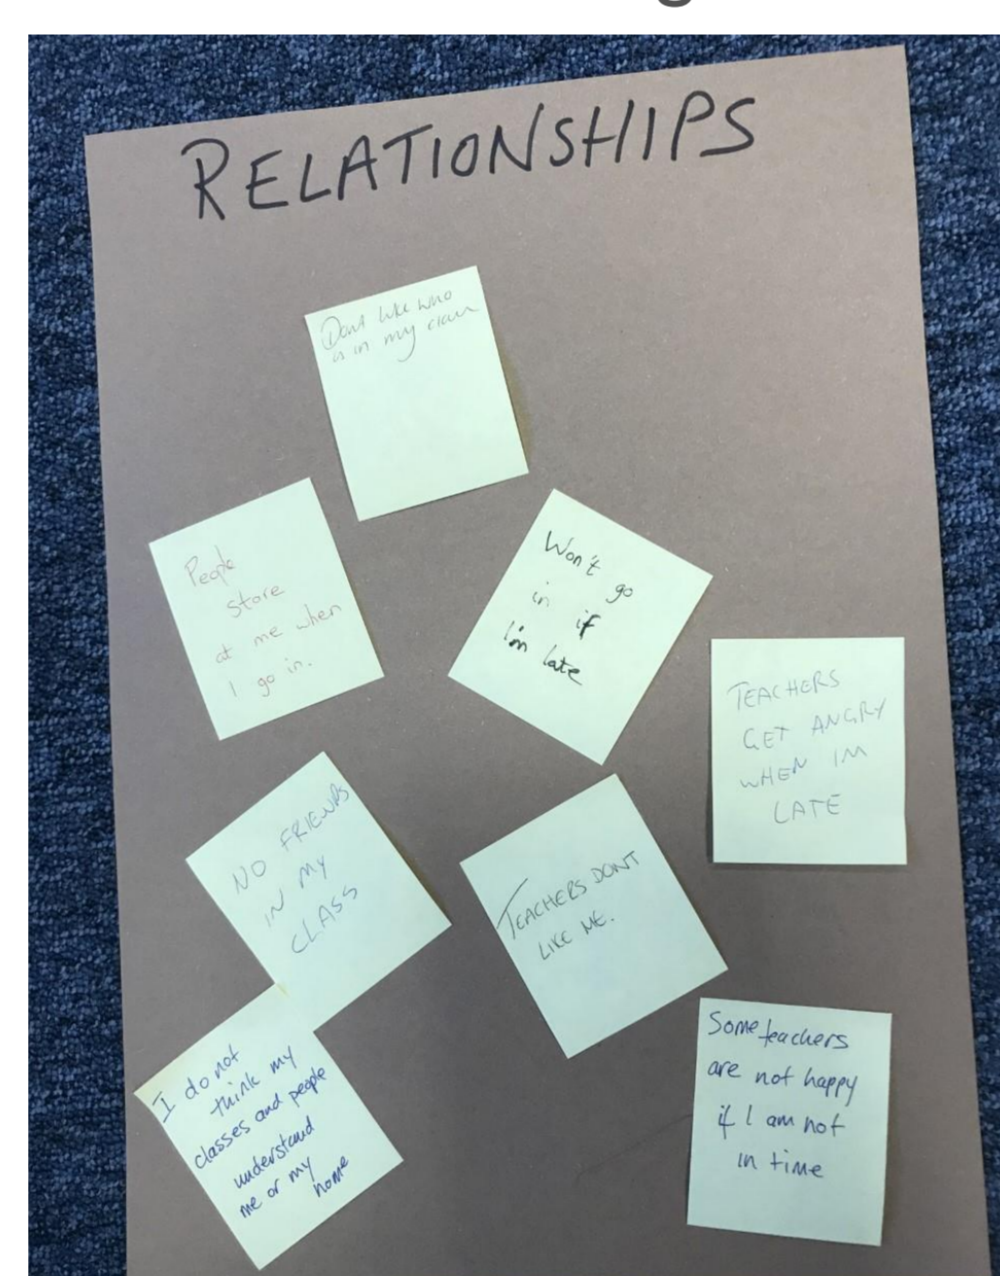 RELATIONSHIPS
Dont like who
is in my class
People
stare
at me when
I go in.
Won't go
in if
I'm late
TEACHERS
GET ANGRY
WHEN IM
LATE
NO FRIENDS
IN MY
CLASS
TEACHERS DONT
LIKE ME.
I do not
think my
classes and people
understand
me or my
home
Some teachers
are not happy
if I am not
in time